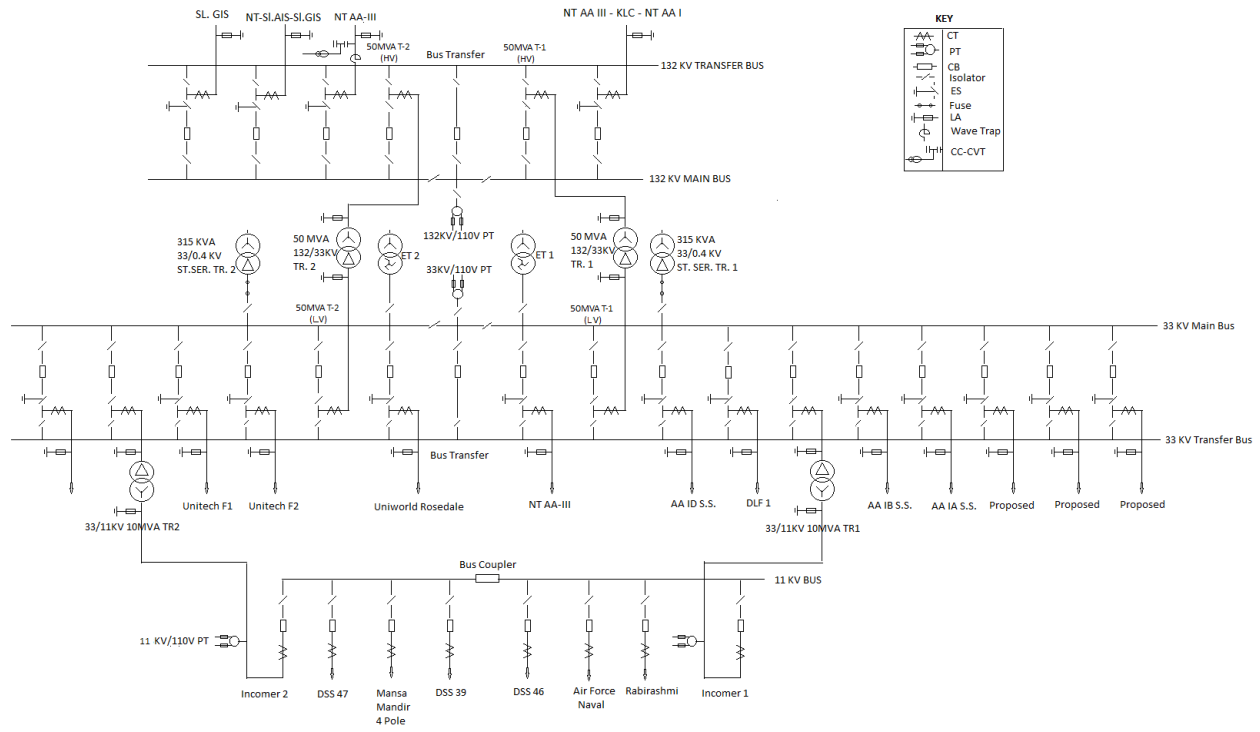 SL. GIS
NT-Sl.AIS-Sl.GIS
NT AA-III
NT AA III - KLC - NT AA I
50MVA T-2
(HV)
Bus Transfer
50MVA T-1
(HV)
132 KV TRANSFER BUS
KEY
CT
PT
CB
Isolator
ES
Fuse
LA
Wave Trap
CC-CVT
132 KV MAIN BUS
315 KVA
33/0.4 KV
ST.SER. TR. 2
50 MVA
132/33KV
TR. 2
ET 2
132KV/110V PT
33KV/110V PT
ET 1
50 MVA
132/33KV
TR. 1
315 KVA
33/0.4 KV
ST. SER. TR. 1
50MVA T-2
(LV)
50MVA T-1
(LV)
33 KV Main Bus
33 KV Transfer Bus
Bus Transfer
Unitech F1
Unitech F2
Uniworld Rosedale
NT AA-III
AA ID S.S.
DLF 1
AA IB S.S.
AA IA S.S.
Proposed
Proposed
Proposed
33/11KV 10MVA TR2
33/11KV 10MVA TR1
Bus Coupler
11 KV BUS
11 KV/110V PT
Incomer 2
DSS 47
Mansa
Mandir
4 Pole
DSS 39
DSS 46
Air Force
Naval
Rabirashmi
Incomer 1